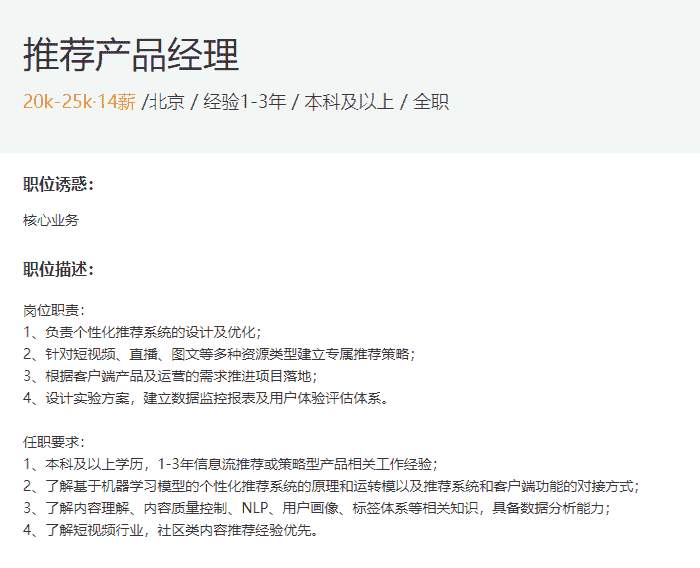 推荐产品经理
20k-25k·14薪 /北京 / 经验1-3年 / 本科及以上 / 全职
职位诱惑：
核心业务
职位描述：
岗位职责：
1、负责个性化推荐系统的设计及优化；
2、针对短视频、直播、图文等多种资源类型建立专属推荐策略；
3、根据客户端产品及运营的需求推进项目落地；
4、设计实验方案，建立数据监控报表及用户体验评估体系。
任职要求：
1、本科及以上学历，1-3年信息流推荐或策略型产品相关工作经验；
2、了解基于机器学习模型的个性化推荐系统的原理和运转模以及推荐系统和客户端功能的对接方式；
3、了解内容理解、内容质量控制、NLP、用户画像、标签体系等相关知识，具备数据分析能力；
4、了解短视频行业，社区类内容推荐经验优先。